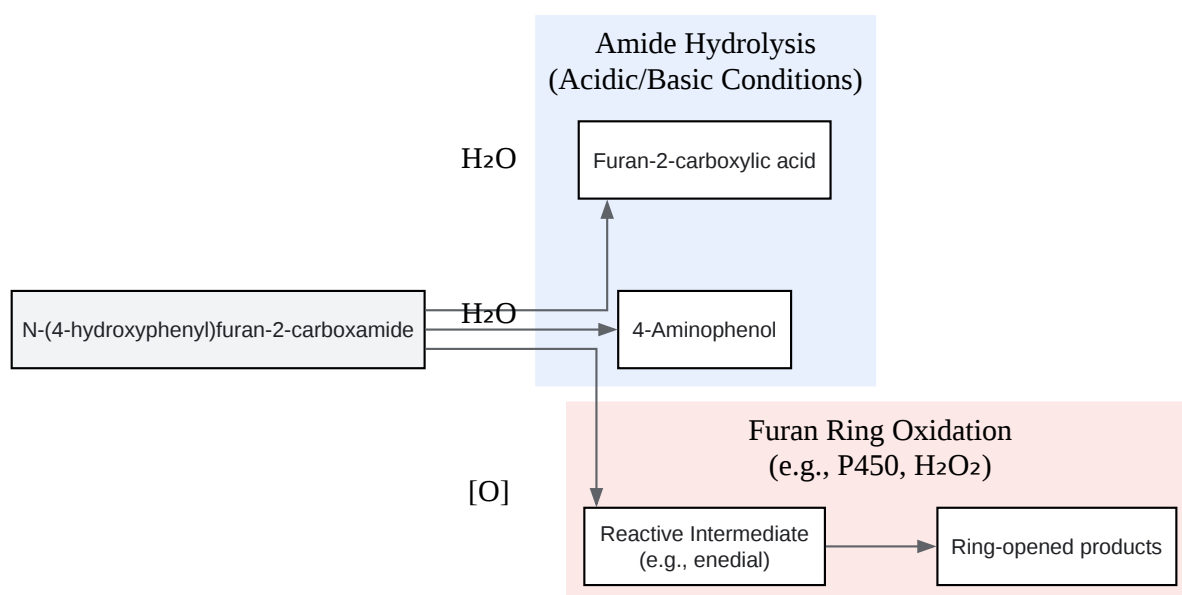 Amide Hydrolysis
(Acidic/Basic Conditions)
H₂O
Furan-2-carboxylic acid
N-(4-hydroxyphenyl)furan-2-carboxamide
H₂O
4-Aminophenol
Furan Ring Oxidation
(e.g., P450, H₂O₂)
[O]
Reactive Intermediate
(e.g., enedial)
Ring-opened products